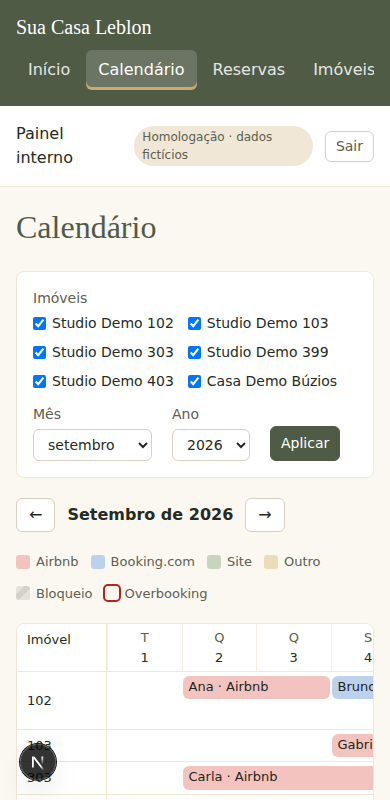 Sua Casa Leblon
Início Calendário Reservas Imóveis
Painel interno
Homologação · dados fictícios
Sair
Calendário
Imóveis
Studio Demo 102 Studio Demo 103
Studio Demo 303 Studio Demo 399
Studio Demo 403 Casa Demo Búzios
Mês Ano
setembro 2026 Aplicar
← Setembro de 2026 →
Airbnb Booking.com Site Outro
Bloqueio Overbooking
Imóvel T Q Q S
1 2 3 4
102 Ana · Airbnb Bruno
103 Gabri
N
303 Carla · Airbnb